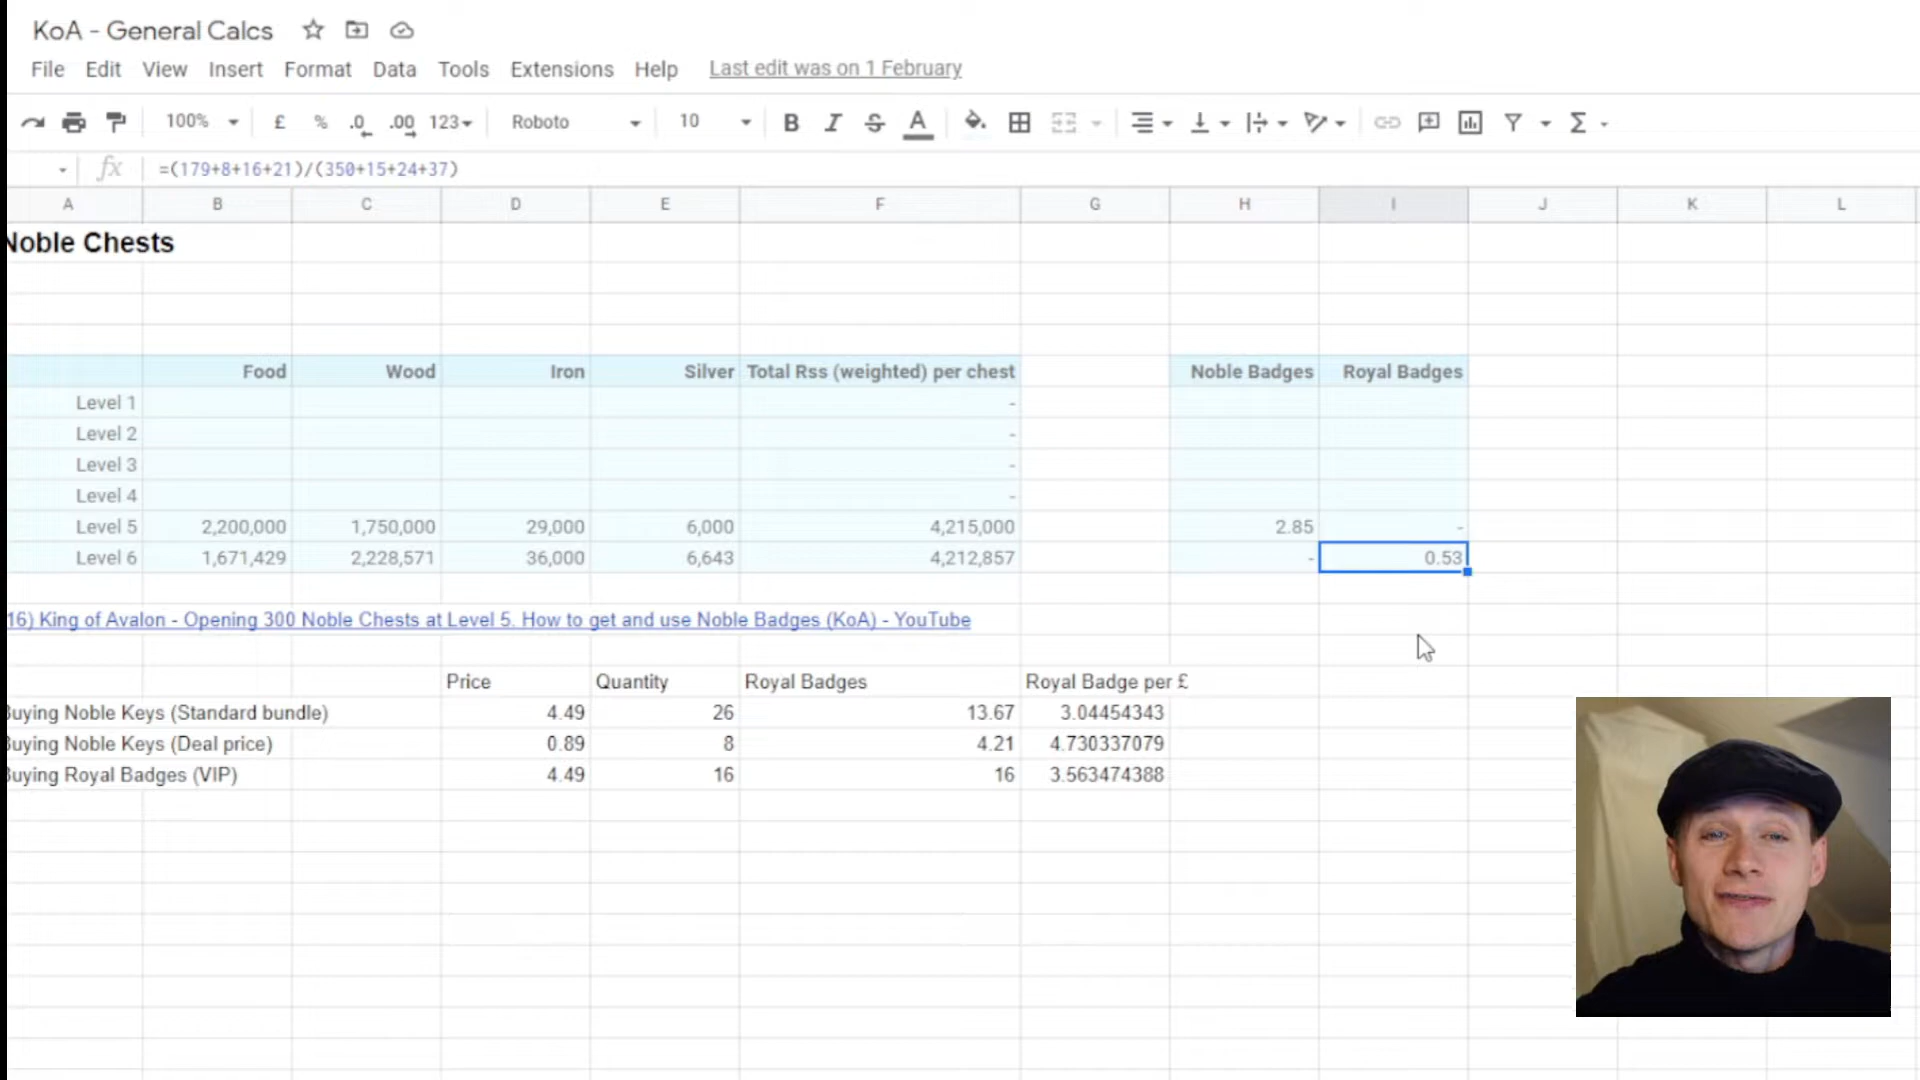 KoA - General Calcs
File Edit View Insert Format Data Tools Extensions Help Last edit was on 1 February
100% £ % .0 .00 123 Roboto 10 B I S A
fx =(179+8+16+21)/(350+15+24+37)
A B C D E F G H I J K L
Noble Chests
Food Wood Iron Silver Total Rss (weighted) per chest Noble Badges Royal Badges
Level 1 -
Level 2 -
Level 3 -
Level 4 -
Level 5 2,200,000 1,750,000 29,000 6,000 4,215,000 2.85 -
Level 6 1,671,429 2,228,571 36,000 6,643 4,212,857 - 0.53
16) King of Avalon - Opening 300 Noble Chests at Level 5. How to get and use Noble Badges (KoA) - YouTube
Price Quantity Royal Badges Royal Badge per £
Buying Noble Keys (Standard bundle) 4.49 26 13.67 3.04454343
Buying Noble Keys (Deal price) 0.89 8 4.21 4.730337079
Buying Royal Badges (VIP) 4.49 16 16 3.563474388